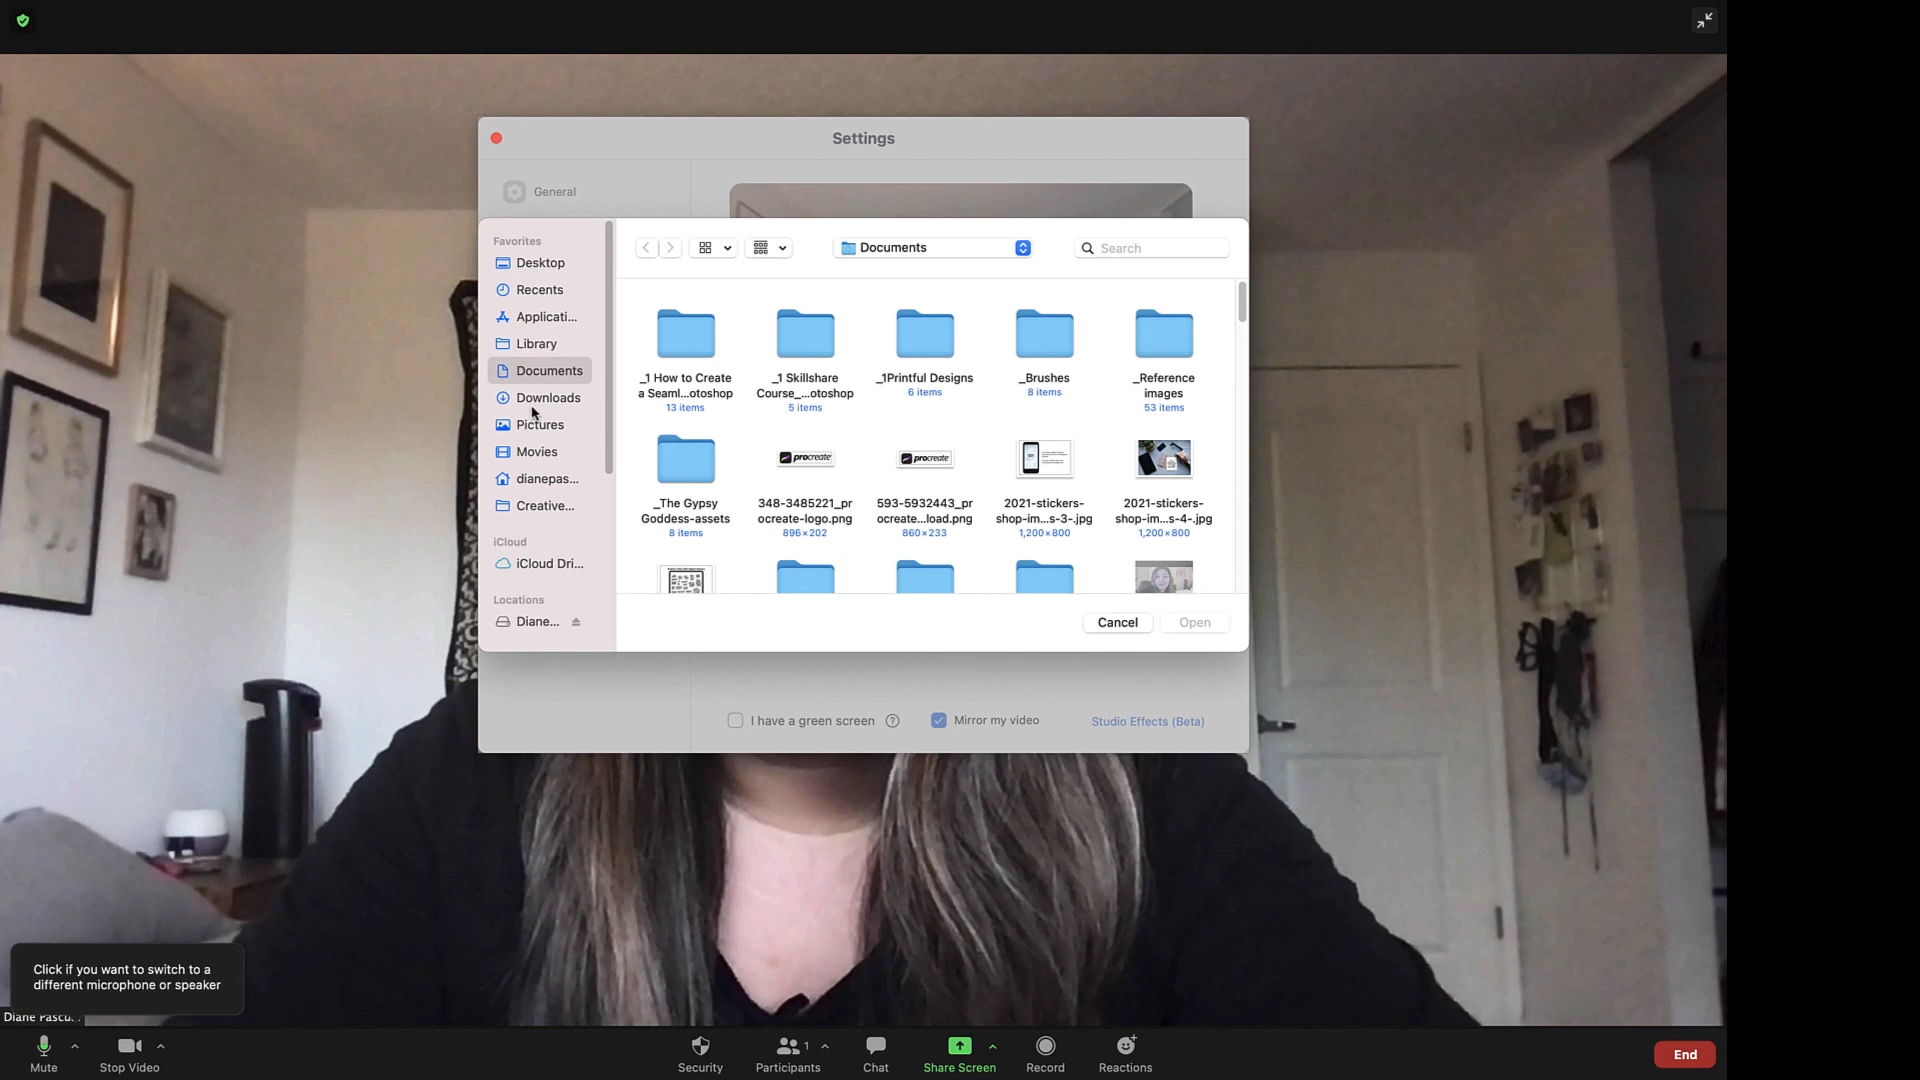 Settings
General
Favorites
Desktop
Recents
Applicati...
Library
Documents
Downloads
Pictures
Movies
dianepas...
Creative...
iCloud
iCloud Dri...
Locations
Diane...
Documents
Search
_1 How to Create
a Seaml...otoshop
13 items
_1 Skillshare
Course_...otoshop
5 items
_1Printful Designs
6 items
_Brushes
8 items
_Reference
images
53 items
procreate
procreate
_The Gypsy
Goddess-assets
8 items
348-3485221_pr
ocreate-logo.png
896×202
593-5932443_pr
ocreate...load.png
860×233
2021-stickers-
shop-im...s-3-.jpg
1,200×800
2021-stickers-
shop-im...s-4-.jpg
1,200×800
Cancel
Open
I have a green screen
Mirror my video
Studio Effects (Beta)
Click if you want to switch to a
different microphone or speaker
Diane Pascu..
Mute
Stop Video
Security
1
Participants
Chat
Share Screen
Record
Reactions
End